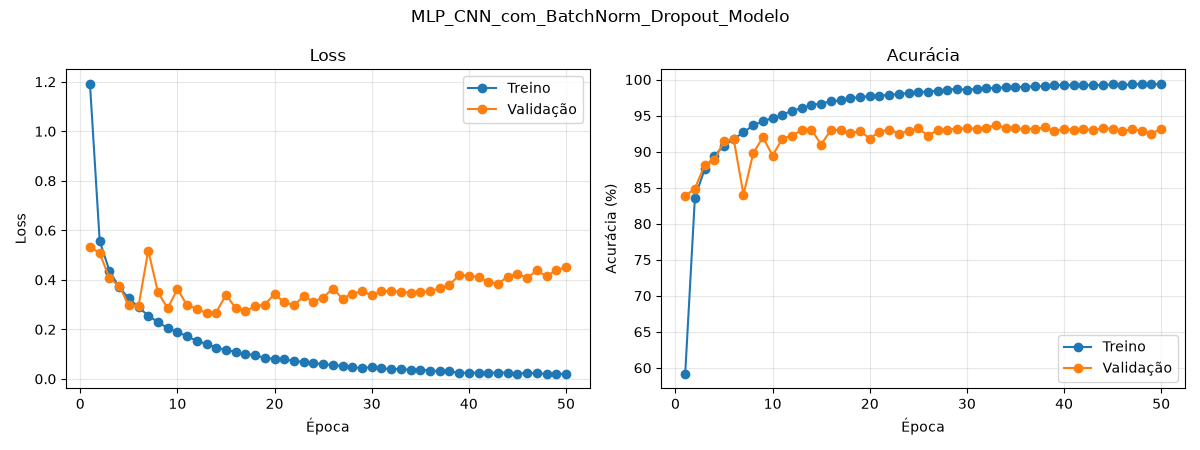 MLP_CNN_com_BatchNorm_Dropout_Modelo
Loss
1.2
1.0
0.8
0.6
0.4
0.2
0.0
Loss
Treino
Validação
0 10 20 30 40 50
Época
Acurácia
100
95
90
85
80
75
70
65
60
Acurácia (%)
Treino
Validação
0 10 20 30 40 50
Época